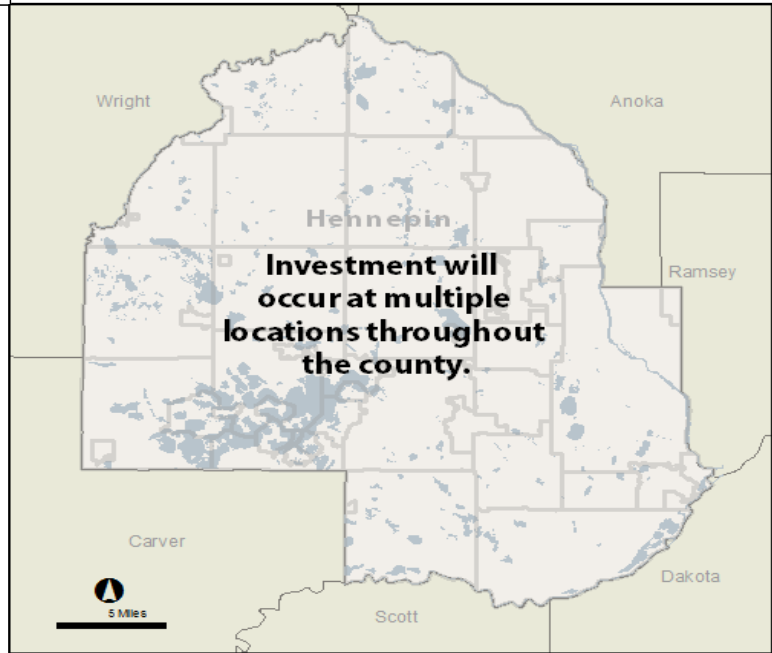 Wright
Anoka
Hennepin
Investment will
occur at multiple
locations throughout
the county.
Ramsey
Carver
Dakota
Scott
5 Miles